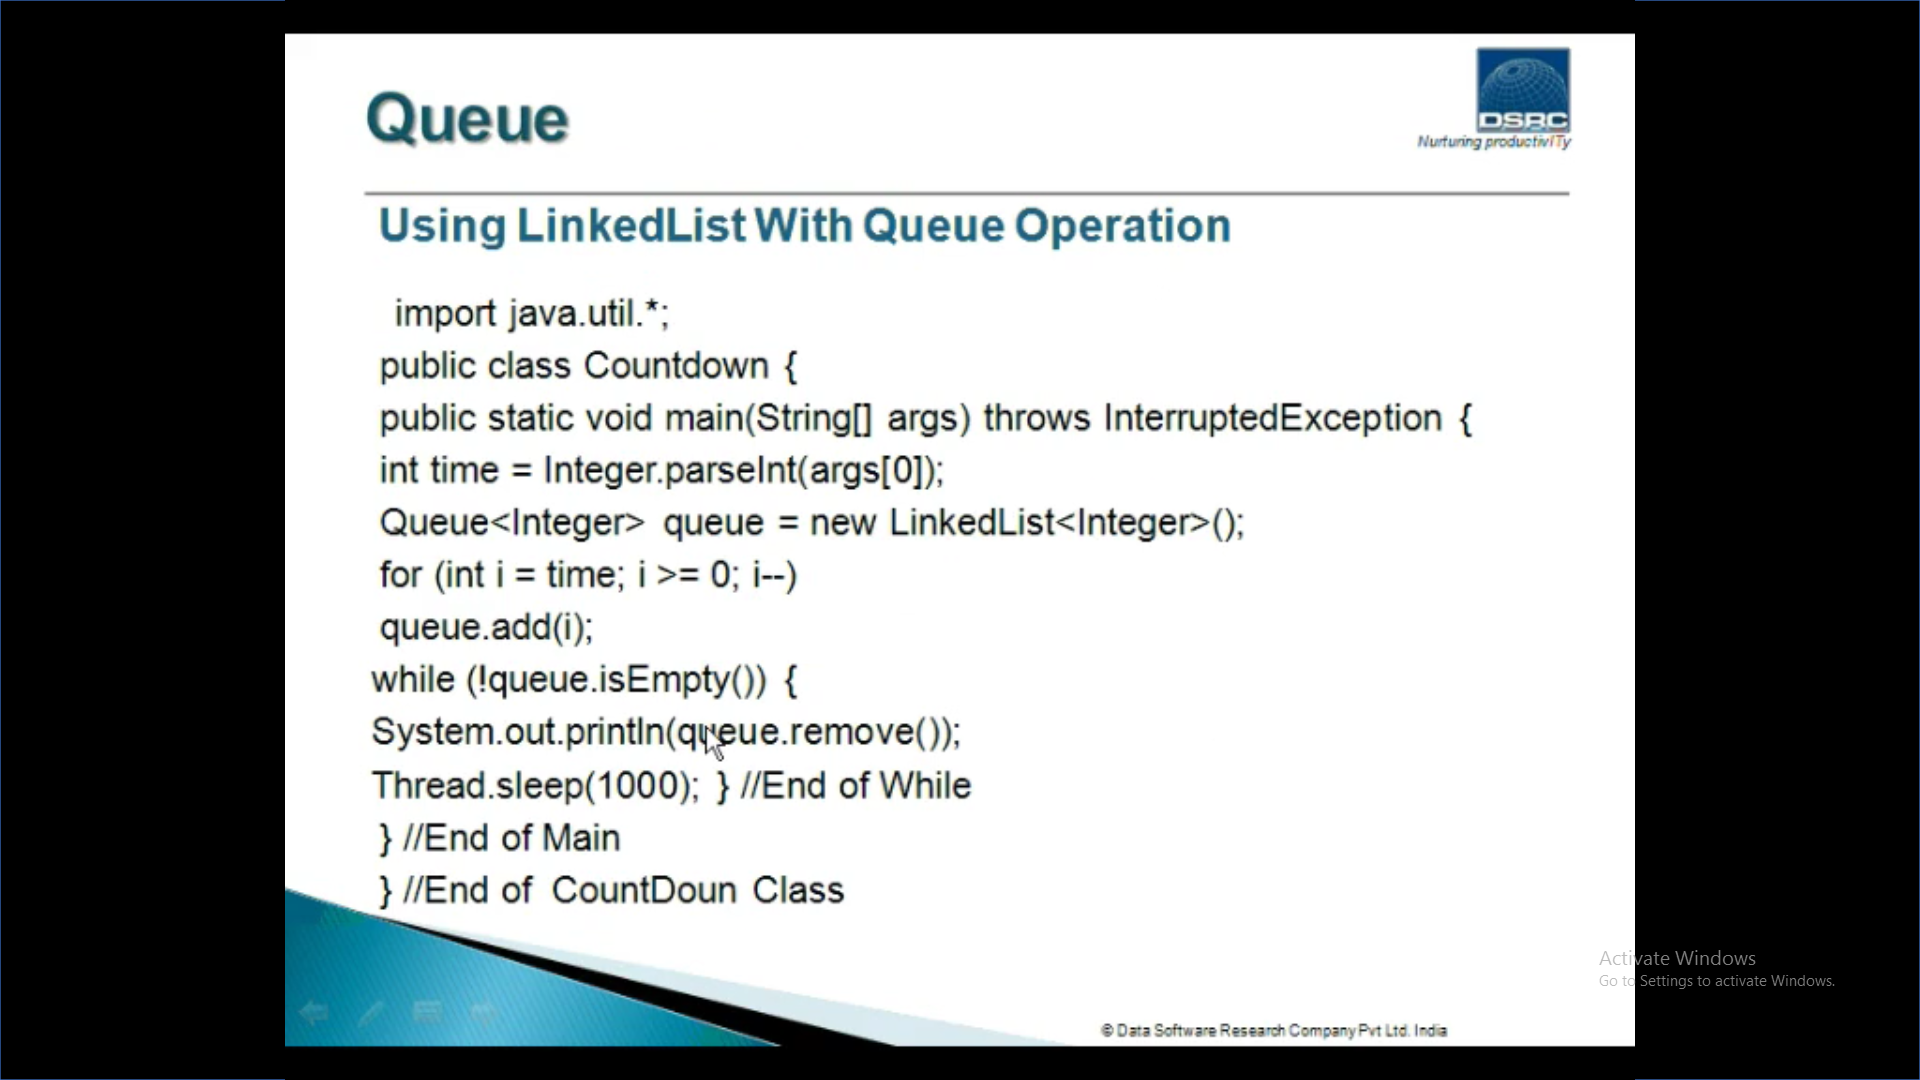 Queue
DSRC
Nurturing productivITy
Using LinkedList With Queue Operation
import java.util.*;
public class Countdown {
public static void main(String[] args) throws InterruptedException {
int time = Integer.parseInt(args[0]);
Queue<Integer> queue = new LinkedList<Integer>();
for (int i = time; i >= 0; i--)
queue.add(i);
while (!queue.isEmpty()) {
System.out.println(queue.remove());
Thread.sleep(1000); } //End of While
} //End of Main
} //End of CountDoun Class
Activate Windows
Go to Settings to activate Windows.
© Data Software Research Company Pvt Ltd. India